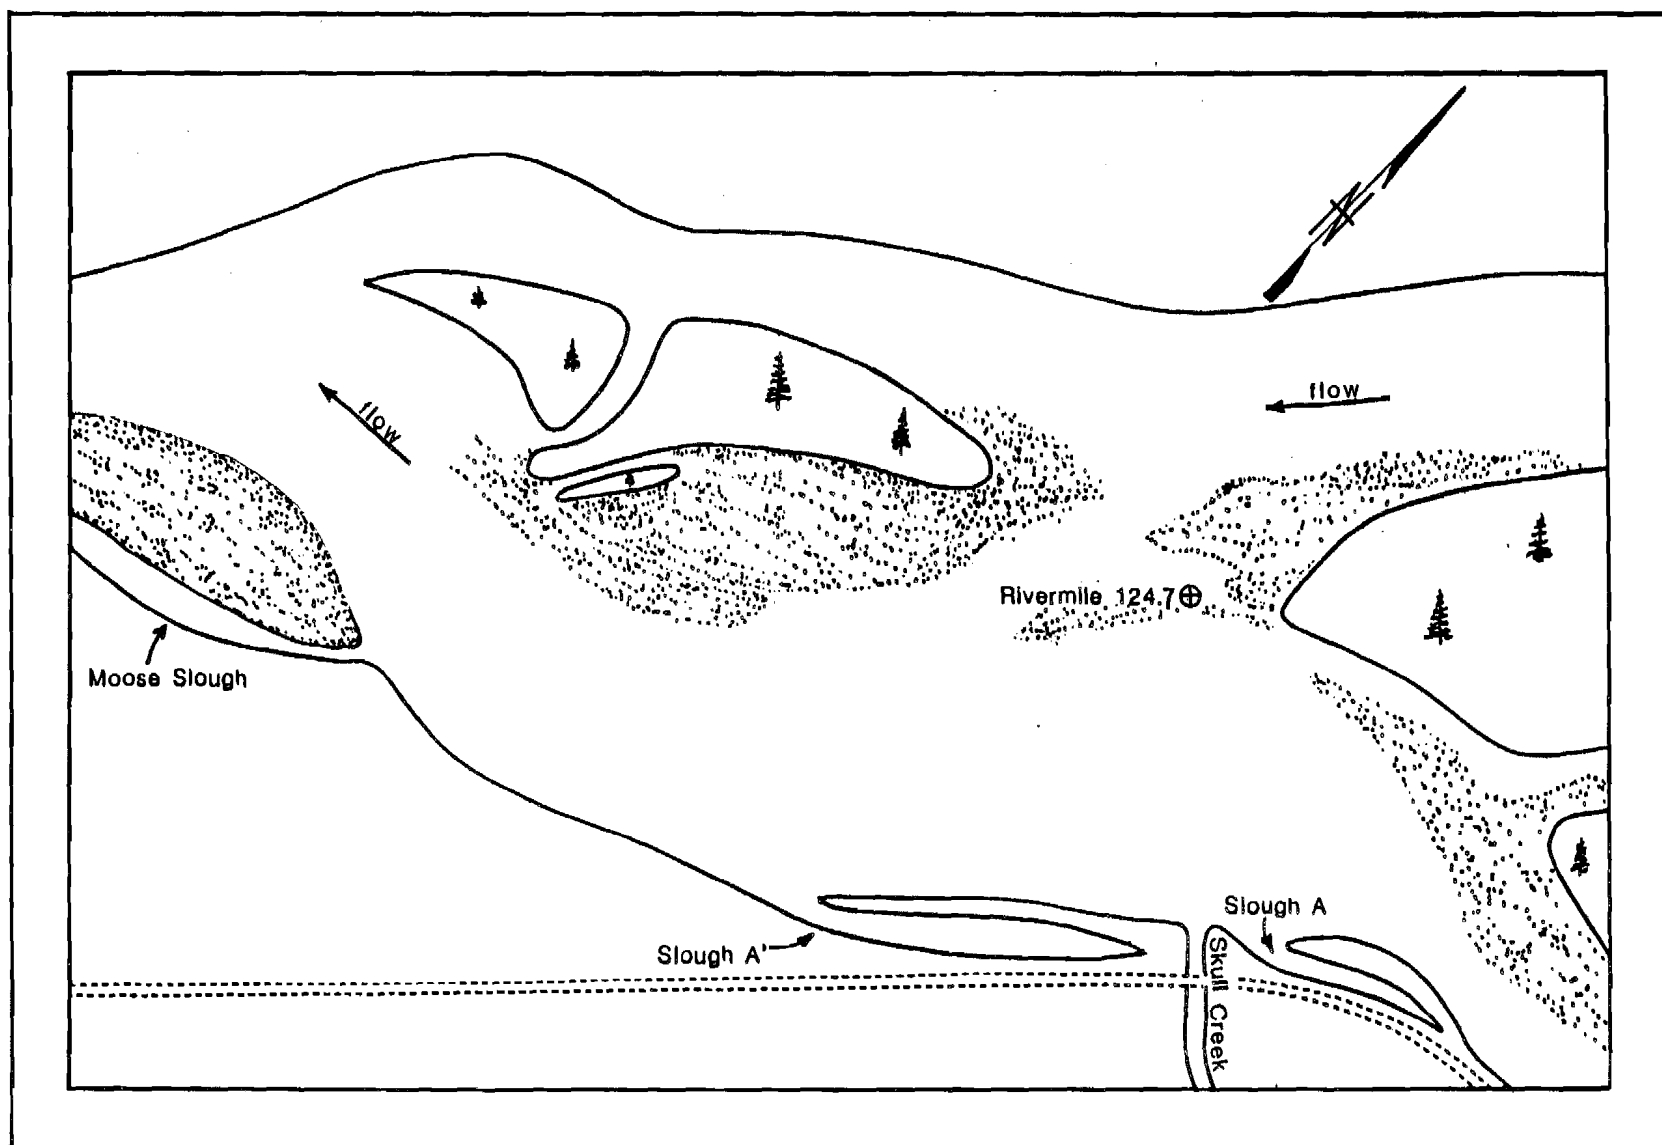 flow
flow
Rivermile 124.7
Moose Slough
Slough A
Slough A'
Skull Creek